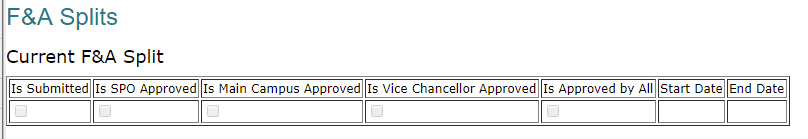 F&A Splits
Current F&A Split
Is Submitted Is SPO Approved Is Main Campus Approved Is Vice Chancellor Approved Is Approved by All Start Date End Date